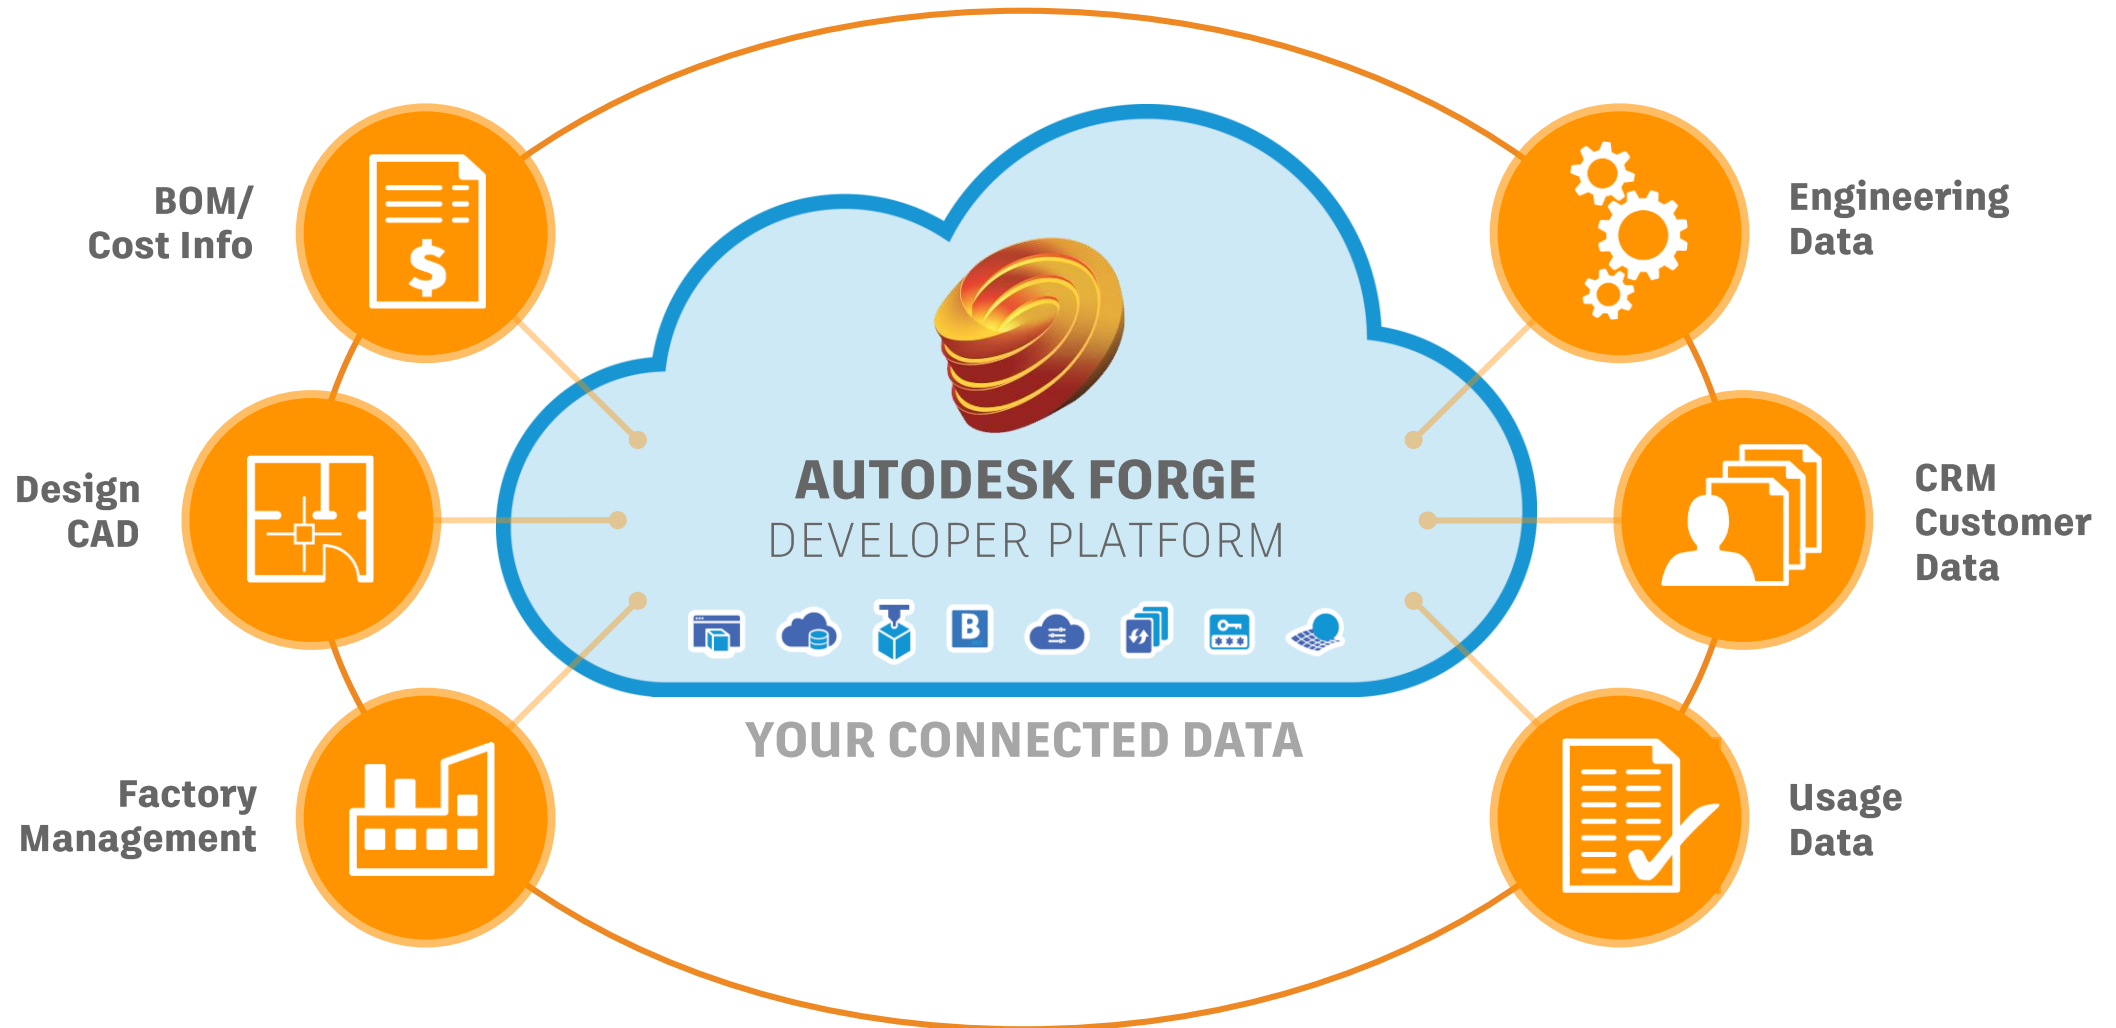 BOM/
Cost Info
Design
CAD
Factory
Management
$
AUTODESK FORGE
DEVELOPER PLATFORM
B
***
YOUR CONNECTED DATA
Engineering
Data
CRM
Customer
Data
Usage
Data